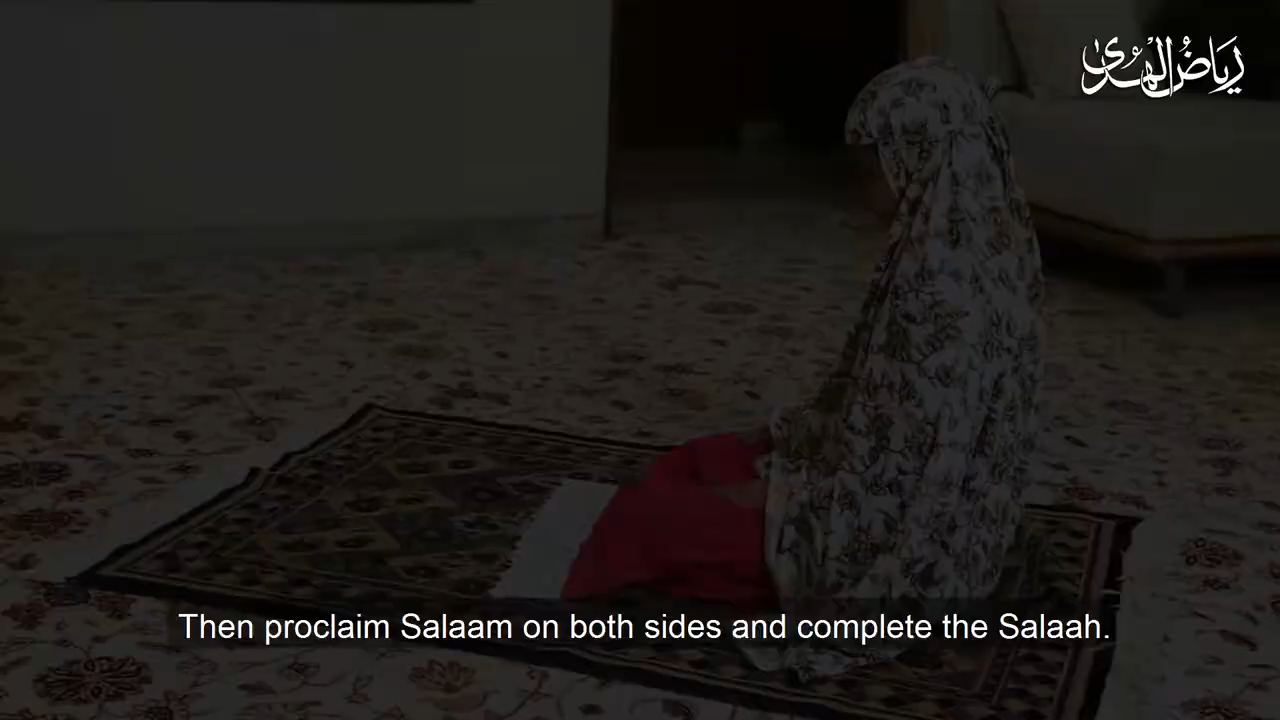 رياض الهدى
Then proclaim Salaam on both sides and complete the Salaah.